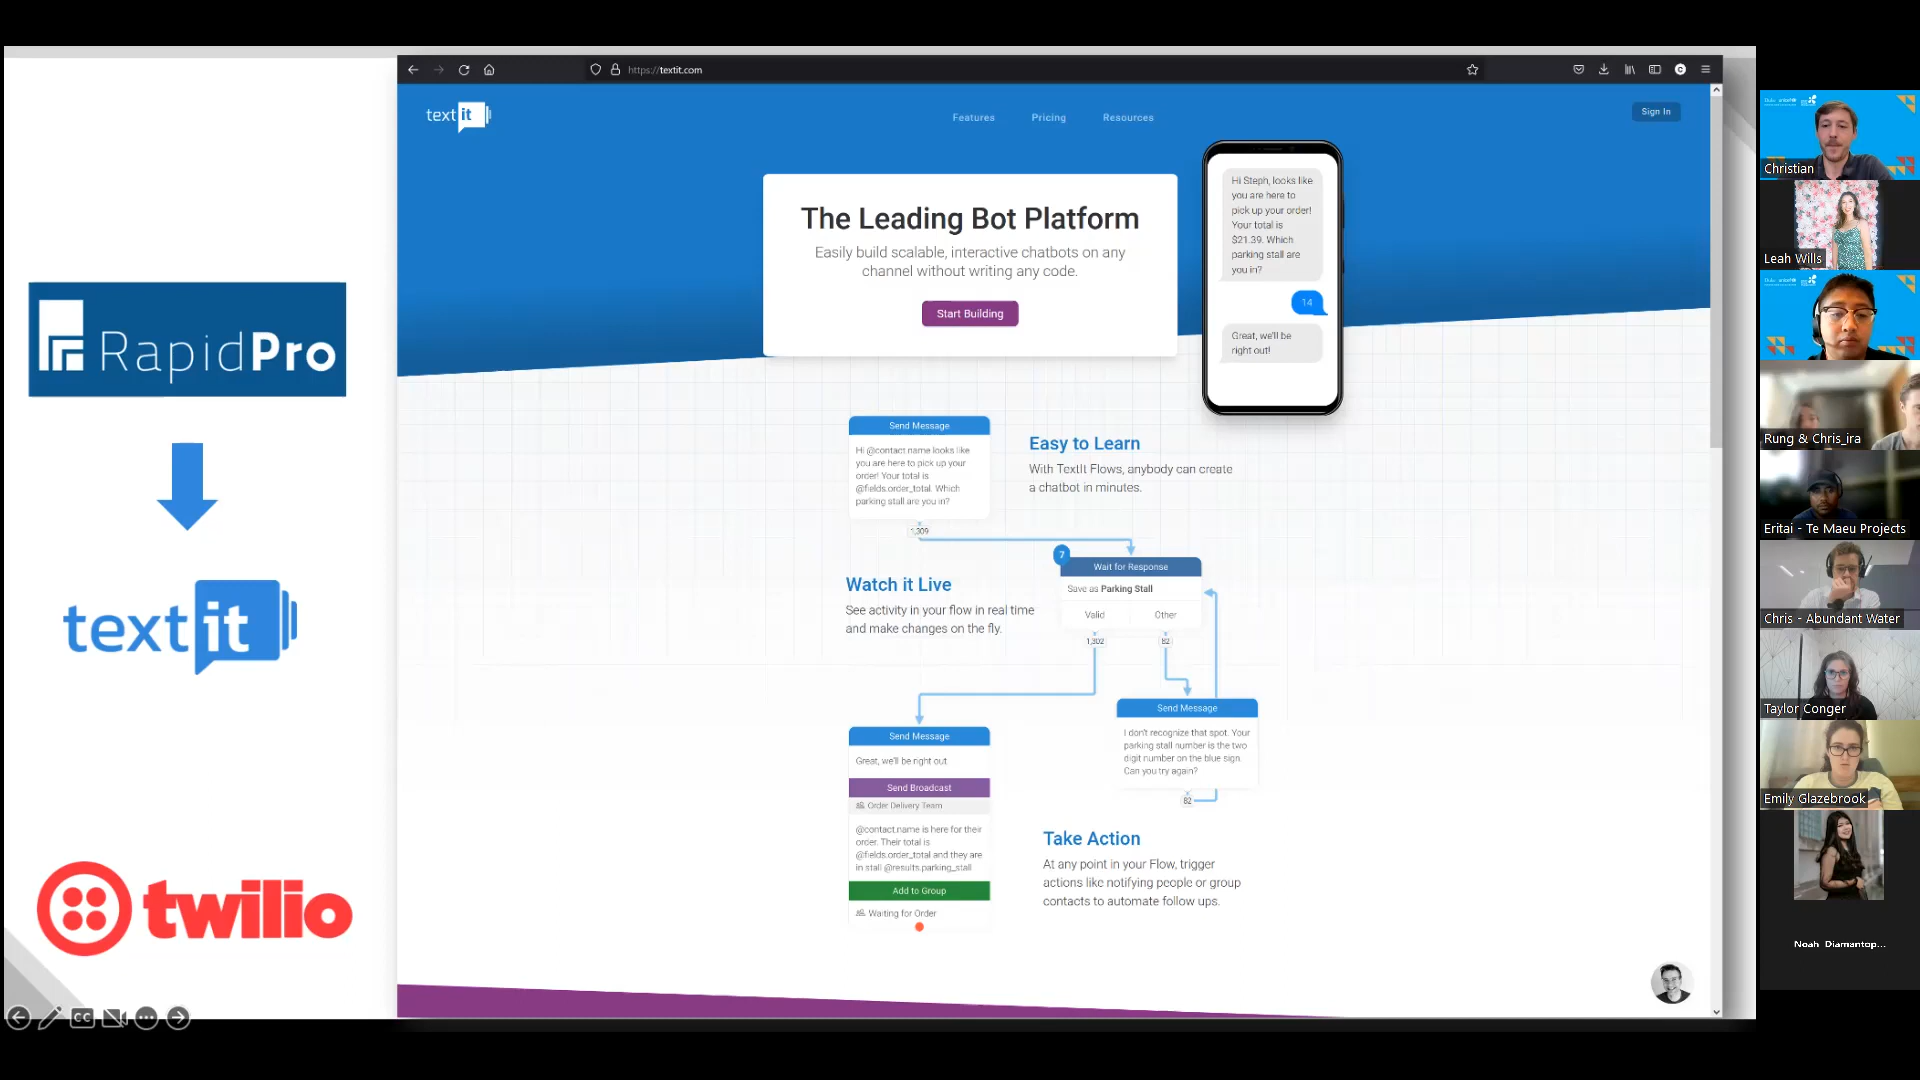 RapidPro
textit
twilio
https://textit.com
text it
Features
Pricing
Resources
Sign In
The Leading Bot Platform
Easily build scalable, interactive chatbots on any
channel without writing any code.
Start Building
Hi Steph, looks like
you are here to
pick up your order!
Your total is
$21.39. Which
parking stall are
you in?
14
Great, we'll be
right out!
Send Message
Hi @contact.name looks like
you are here to pick up your
order! Your total is
@fields.order_total. Which
parking stall are you in?
1,309
Easy to Learn
With TextIt Flows, anybody can create
a chatbot in minutes.
Watch it Live
See activity in your flow in real time
and make changes on the fly.
7
Wait for Response
Save as Parking Stall
Valid
Other
1,302
82
Send Message
I don't recognize that spot. Your
parking stall number is the two
digit number on the blue sign.
Can you try again?
82
Send Message
Great, we'll be right out
Send Broadcast
Order Delivery Team
@contact.name is here for their
order. Their total is
@fields.order_total and they are
in stall @results.parking_stall
Add to Group
Waiting for Order
Take Action
At any point in your Flow, trigger
actions like notifying people or group
contacts to automate follow ups.
CC
Christian
Leah Wills
Rung & Chris_ira
Eritai - Te Maeu Projects
Chris - Abundant Water
Taylor Conger
Emily Glazebrook
Noah Diamantop...